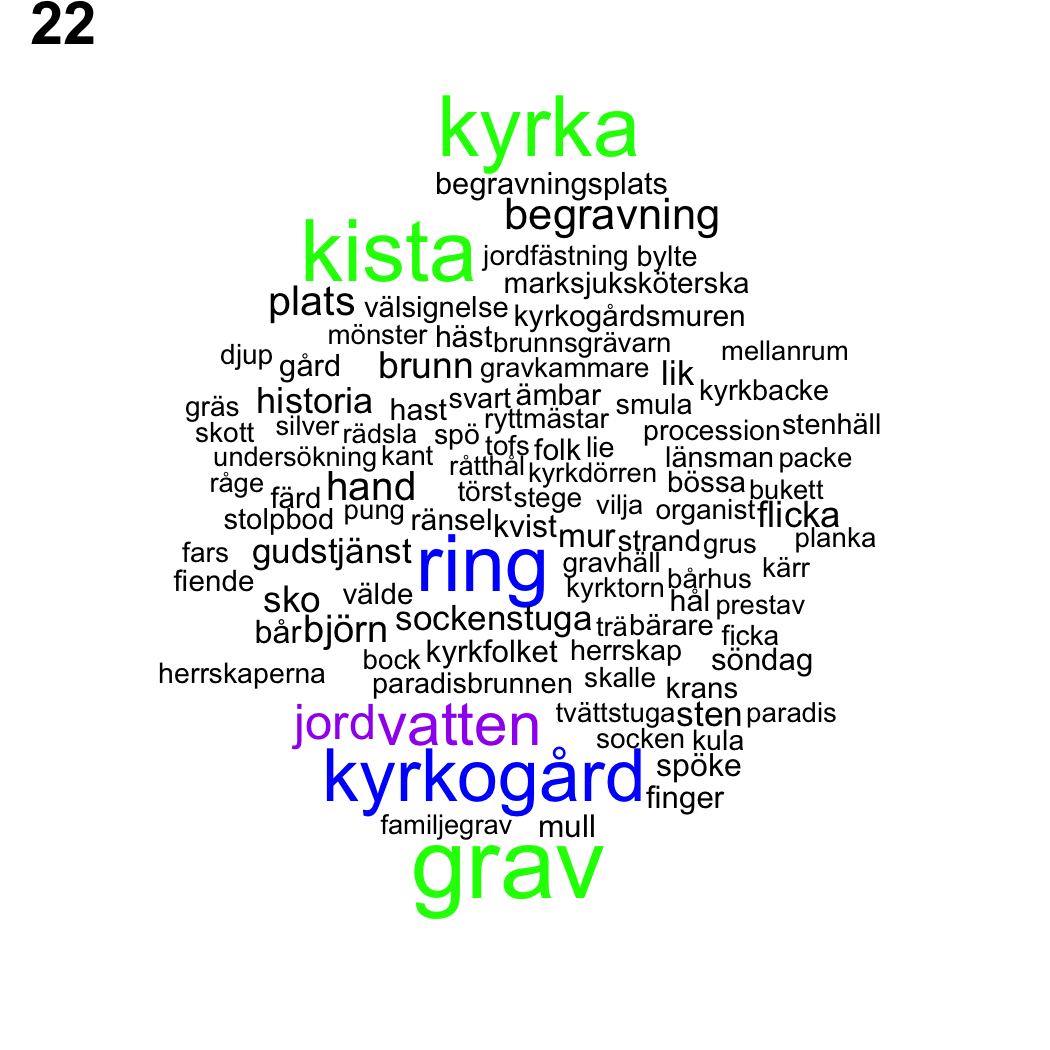 22
kyrka
begravningsplats
begravning
kista jordfästning bylte
marksjuksköterska
plats välsignelse kyrkogårdsmuren
mönster häst brunnsgrävarn mellanrum
djup gård brunn gravkammare lik
kyrkbacke
gräs historia hast svart ämbar smula
skott silver rädsla spö ryttmästar procession stenhäll
undersökning kant tofs folk lie länsman packe
råge färd hand råtthål kyrkdörren bössa bukett
törst stege vilja organist flicka
stolpbod pung ränsel kvist mur strand grus planka
fars gudstjänst ring gravhäll kärr
fiende sko välde kyrktorn bårhus
hål prestav
bår björn sockenstuga trä bärare ficka
herrskaperna bock kyrkfolket herrskap söndag
paradisbrunnen skalle krans
jord vatten tvättstuga sten paradis
socken kula
kyrkogård spöke
finger
familjegrav mull
grav